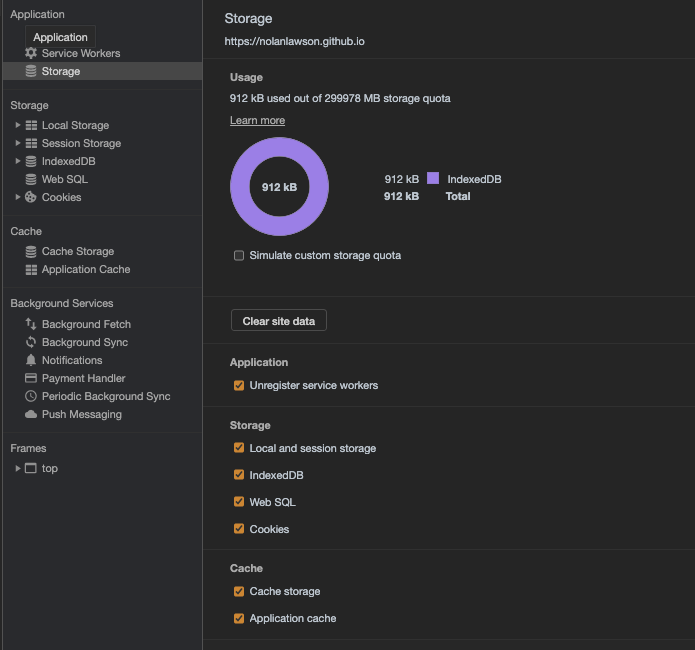 Application
Application
Service Workers
Storage
Storage
Local Storage
Session Storage
IndexedDB
Web SQL
Cookies
Cache
Cache Storage
Application Cache
Background Services
Background Fetch
Background Sync
Notifications
Payment Handler
Periodic Background Sync
Push Messaging
Frames
top
Storage
https://nolanlawson.github.io
Usage
912 kB used out of 299978 MB storage quota
Learn more
912 kB
912 kB IndexedDB
912 kB Total
Simulate custom storage quota
Clear site data
Application
Unregister service workers
Storage
Local and session storage
IndexedDB
Web SQL
Cookies
Cache
Cache storage
Application cache